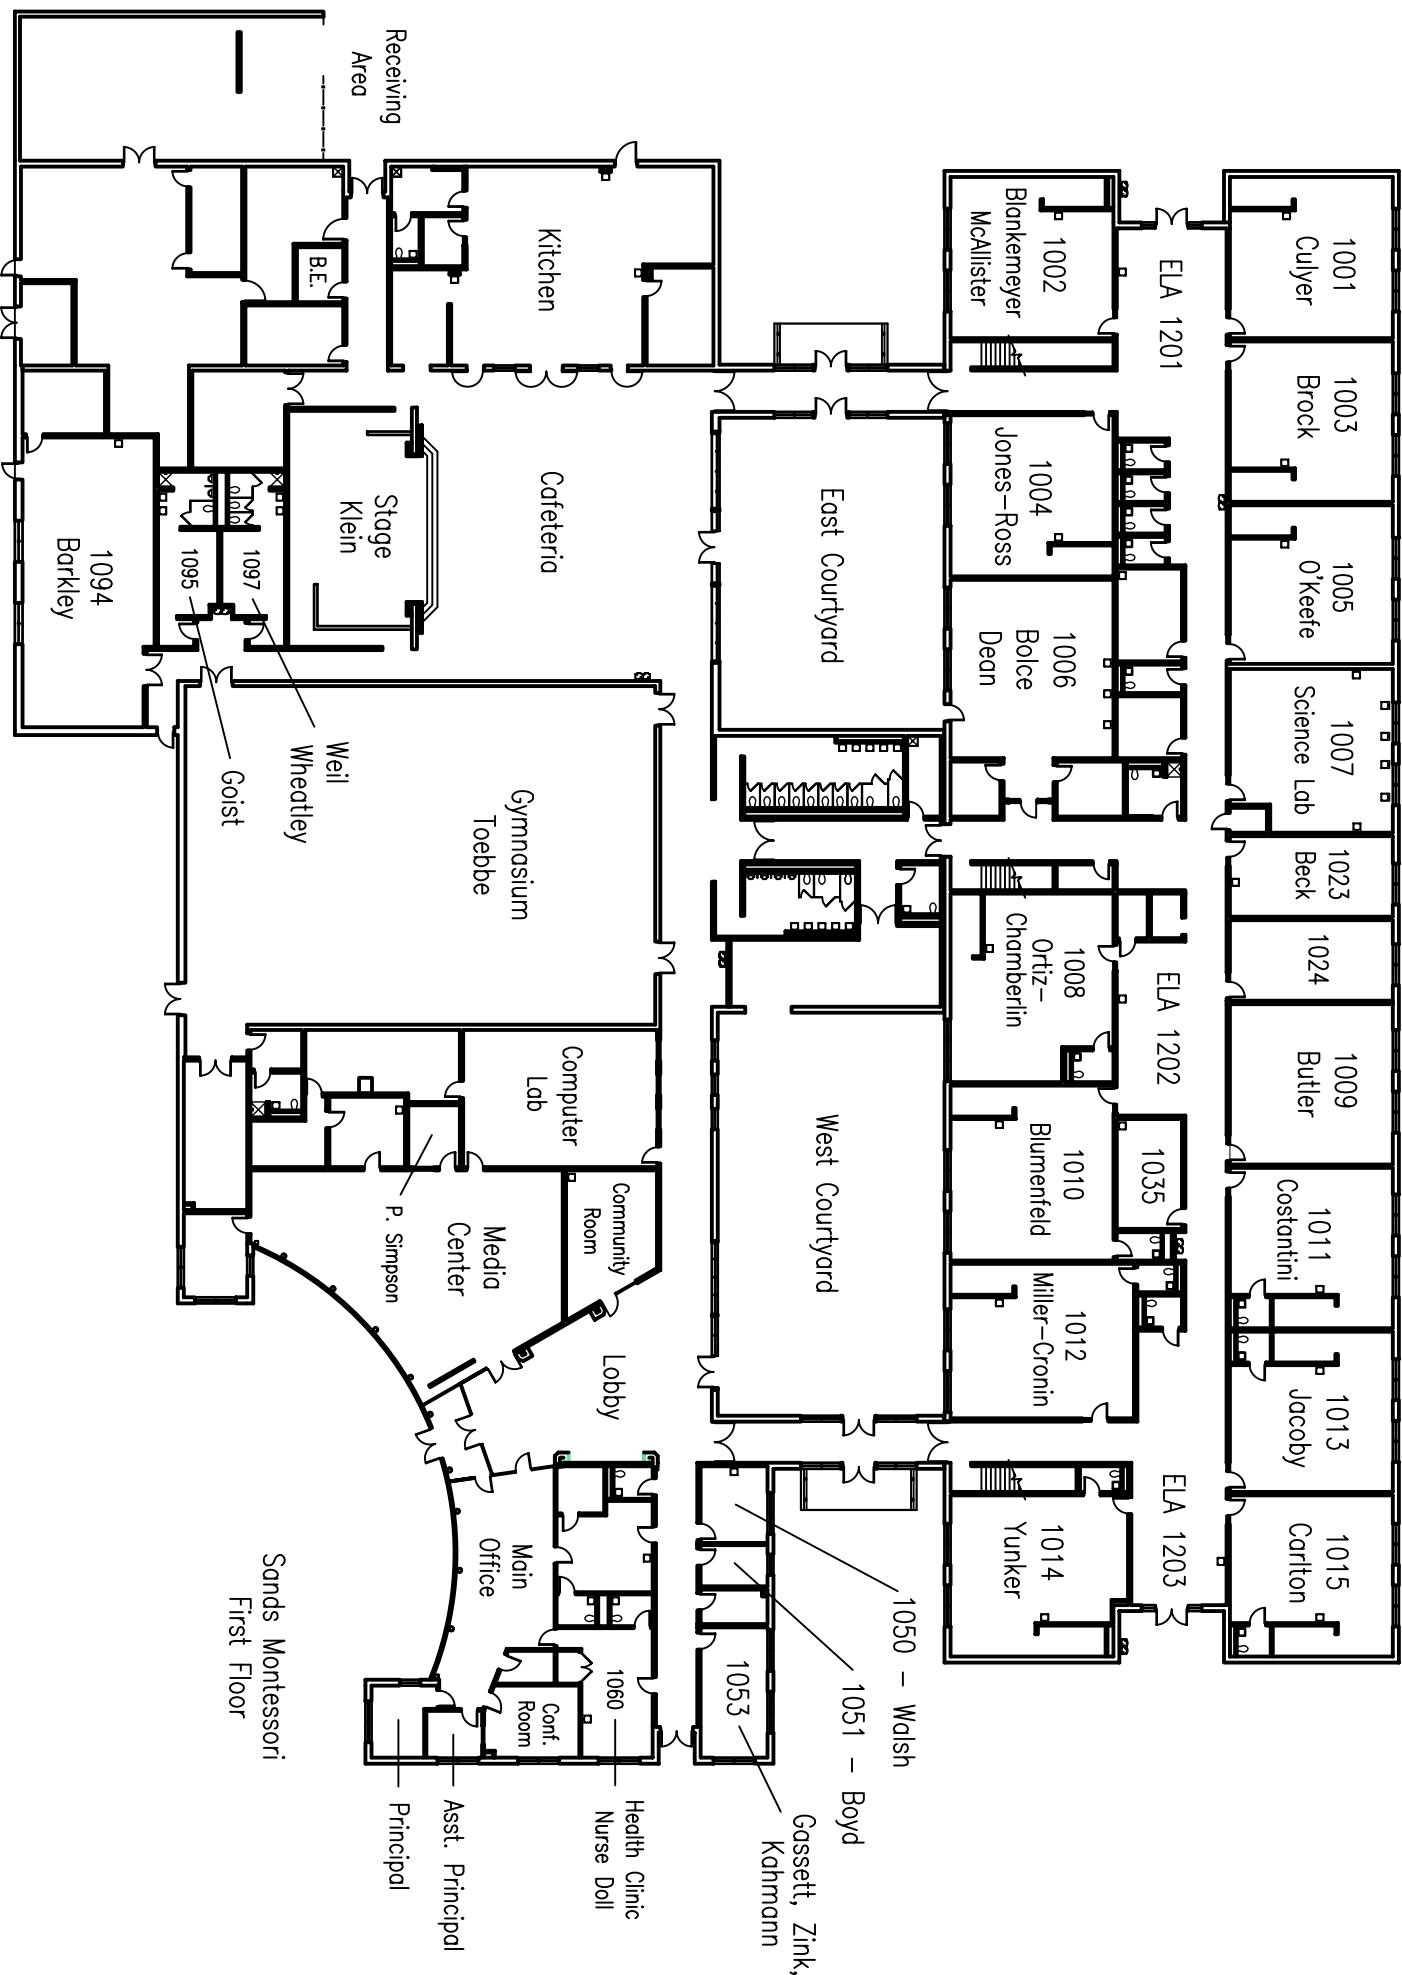 1001
Culyer
1003
Brock
1005
O'Keefe
1007
Science Lab
1023
Beck
1024
1009
Butler
1011
Costantini
1013
Jacoby
1015
Carlton
ELA 1201
ELA 1202
1035
ELA 1203
1002
Blankemeyer
McAllister
1004
Jones-Ross
1006
Bolce
Dean
1008
Ortiz-
Chamberlin
1010
Blumenfeld
1012
Miller-Cronin
1014
Yunker
East Courtyard
West Courtyard
1050 - Walsh
1051 - Boyd
1053
Gassett, Zink,
Kahmann
Receiving
Area
Kitchen
B.E.
Cafeteria
Stage
Klein
1097
1095
Weil
Wheatley
Goist
1094
Barkley
Gymnasium
Toebbe
Computer
Lab
Community
Room
Media
Center
P. Simpson
Lobby
Main
Office
1060
Conf.
Room
Health Clinic
Nurse Doll
Asst. Principal
Principal
Sands Montessori
First Floor